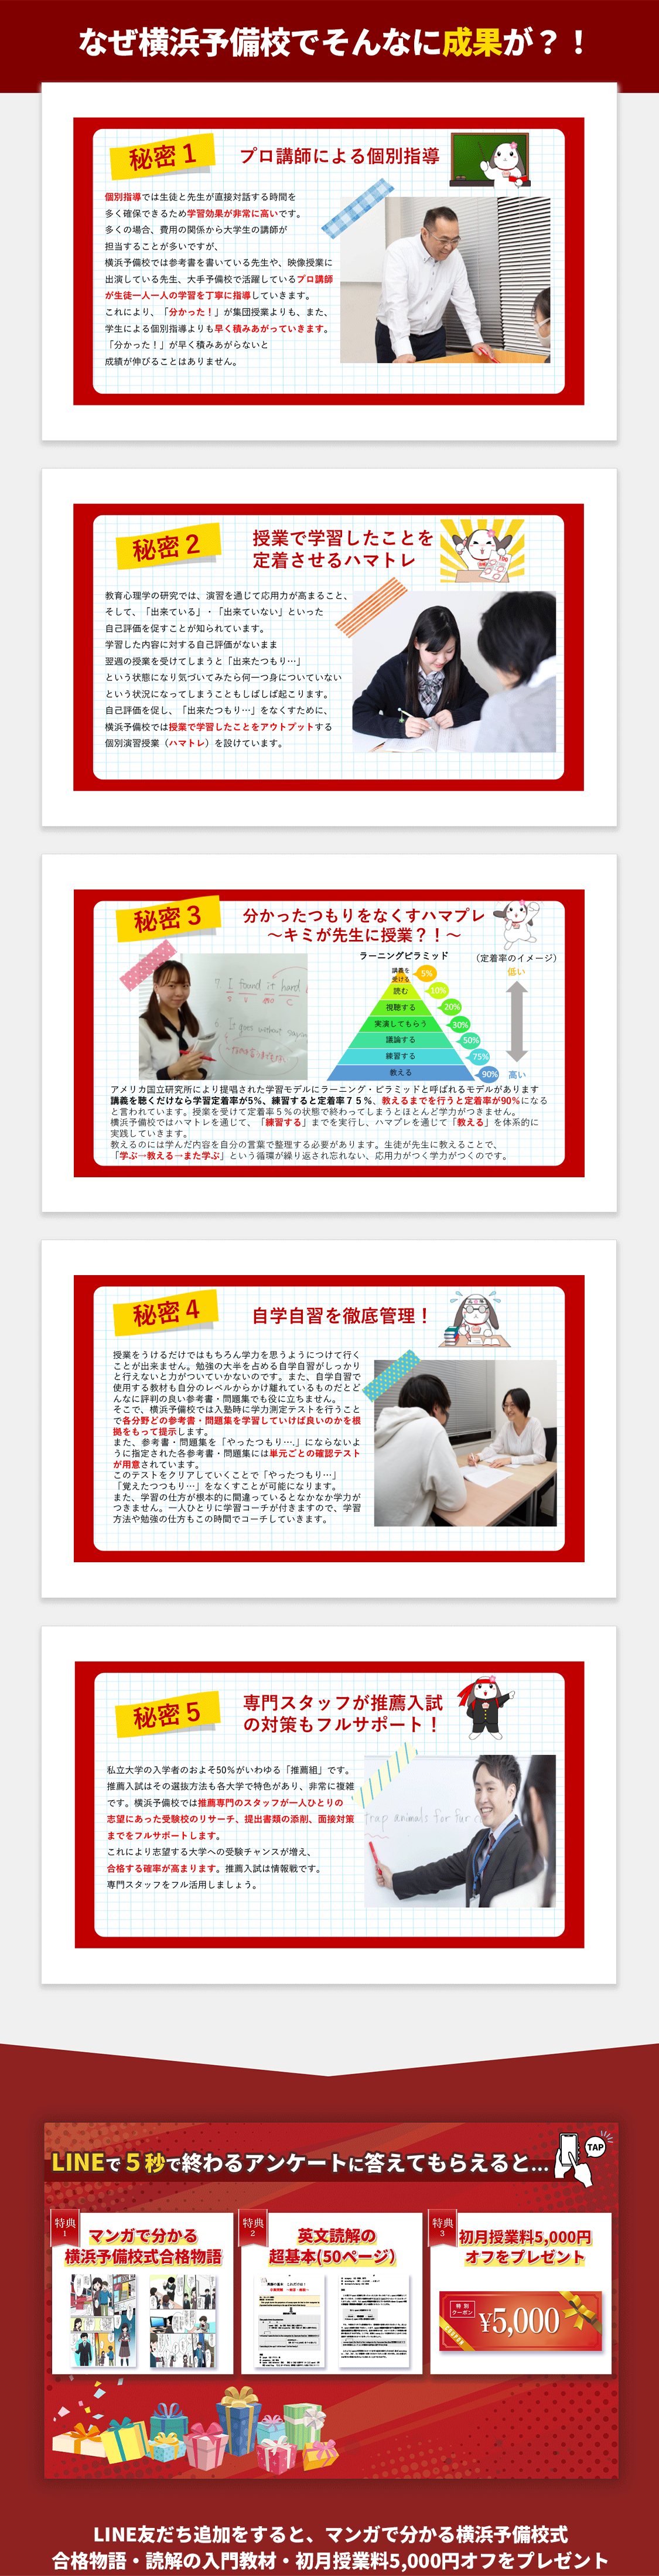 なぜ横浜予備校でそんなに成果が？！
秘密１
プロ講師による個別指導
個別指導では生徒と先生が直接対話する時間を
多く確保できるため学習効果が非常に高いです。
多くの場合、費用の関係から大学生の講師が
担当することが多いですが、
横浜予備校では参考書を書いている先生や、映像授業に
出演している先生、大手予備校で活躍しているプロ講師
が生徒一人一人の学習を丁寧に指導していきます。
これにより、「分かった！」が集団授業よりも、また、
学生による個別指導よりも早く積みあがっていきます。
「分かった！」が早く積みあがらないと
成績が伸びることはありません。
秘密２
授業で学習したことを
定着させるハマトレ
100
教育心理学の研究では、演習を通じて応用力が高まること、
そして、「出来ている」・「出来ていない」といった
自己評価を促すことが知られています。
学習した内容に対する自己評価がないまま
翌週の授業を受けてしまうと「出来たつもり…」
という状態になり気づいてみたら何一つ身についていない
という状況になってしまうこともしばしば起こります。
自己評価を促し、「出来たつもり…」をなくすために、
横浜予備校では授業で学習したことをアウトプットする
個別演習授業（ハマトレ）を設けています。
秘密３
分かったつもりをなくすハマプレ
～キミが先生に授業？！～
ラーニングピラミッド
（定着率のイメージ）
講義を
受ける
5%
低い
読む
10%
視聴する
20%
実演してもらう
30%
議論する
50%
練習する
75%
教える
90%
高い
7 I found it hard
アメリカ国立研究所により提唱された学習モデルにラーニング・ピラミッドと呼ばれるモデルがあります
講義を聴くだけなら学習定着率が5%、練習すると定着率７５％、教えるまでを行うと定着率が90%になる
と言われています。授業を受けて定着率５％の状態で終わってしまうとほとんど学力がつきません。
横浜予備校ではハマトレを通じて、「練習する」までを実行し、ハマプレを通じて「教える」を体系的に
実践していきます。
教えるのには学んだ内容を自分の言葉で整理する必要があります。生徒が先生に教えることで、
「学ぶ→教える→また学ぶ」という循環が繰り返され忘れない、応用力がつく学力がつくのです。
秘密４
自学自習を徹底管理！
授業をうけるだけではもちろん学力を思うようにつけて行く
ことが出来ません。勉強の大半を占める自学自習がしっかり
と行えないと力がついていかないのです。また、自学自習で
使用する教材も自分のレベルからかけ離れているものだとど
んなに評判の良い参考書・問題集でも役に立ちません。
そこで、横浜予備校では入塾時に学力測定テストを行うこと
で各分野どの参考書・問題集を学習していけば良いのかを根
拠をもって提示します。
また、参考書・問題集を「やったつもり…」にならないよ
うに指定された各参考書・問題集には単元ごとの確認テスト
が用意されています。
このテストをクリアしていくことで「やったつもり…」
「覚えたつつもり…」をなくすことが可能になります。
また、学習の仕方が根本的に間違っているとなかなか学力が
つきません。一人ひとりに学習コーチが付きますので、学習
方法や勉強の仕方もこの時間でコーチしていきます。
秘密５
専門スタッフが推薦入試
の対策もフルサポート！
私立大学の入学者のおよそ50%がいわゆる「推薦組」です。
推薦入試はその選抜方法も各大学で特色があり、非常に複雑
です。横浜予備校では推薦専門のスタッフが一人ひとりの
志望にあった受験校のリサーチ、提出書類の添削、面接対策
までをフルサポートします。
これにより志望する大学への受験チャンスが増え、
合格する確率が高まります。推薦入試は情報戦です。
専門スタッフをフル活用しましょう。
trap animals for fur
LINEで５秒で終わるアンケートに答えてもらえると...
TAP
特典
1
マンガで分かる
横浜予備校式合格物語
特典
2
英文読解の
超基本(50ページ)
特典
3
初月授業料5,000円
オフをプレゼント
特別
クーポン
¥5,000
LINE友だち追加をすると、マンガで分かる横浜予備校式
合格物語・読解の入門教材・初月授業料5,000円オフをプレゼント